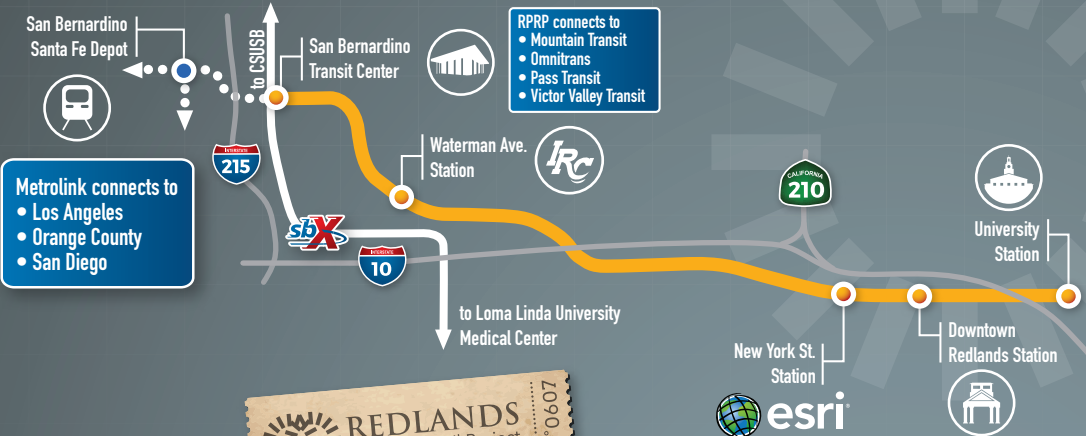 San Bernardino
Santa Fe Depot
to CSUSB
San Bernardino
Transit Center
RPRP connects to
• Mountain Transit
• Omnitrans
• Pass Transit
• Victor Valley Transit
Waterman Ave.
Station
IRC
INTERSTATE
215
CALIFORNIA
210
Metrolink connects to
• Los Angeles
• Orange County
• San Diego
sbX
INTERSTATE
10
University
Station
to Loma Linda University
Medical Center
New York St.
Station
Downtown
Redlands Station
esri
REDLANDS
Project
0607